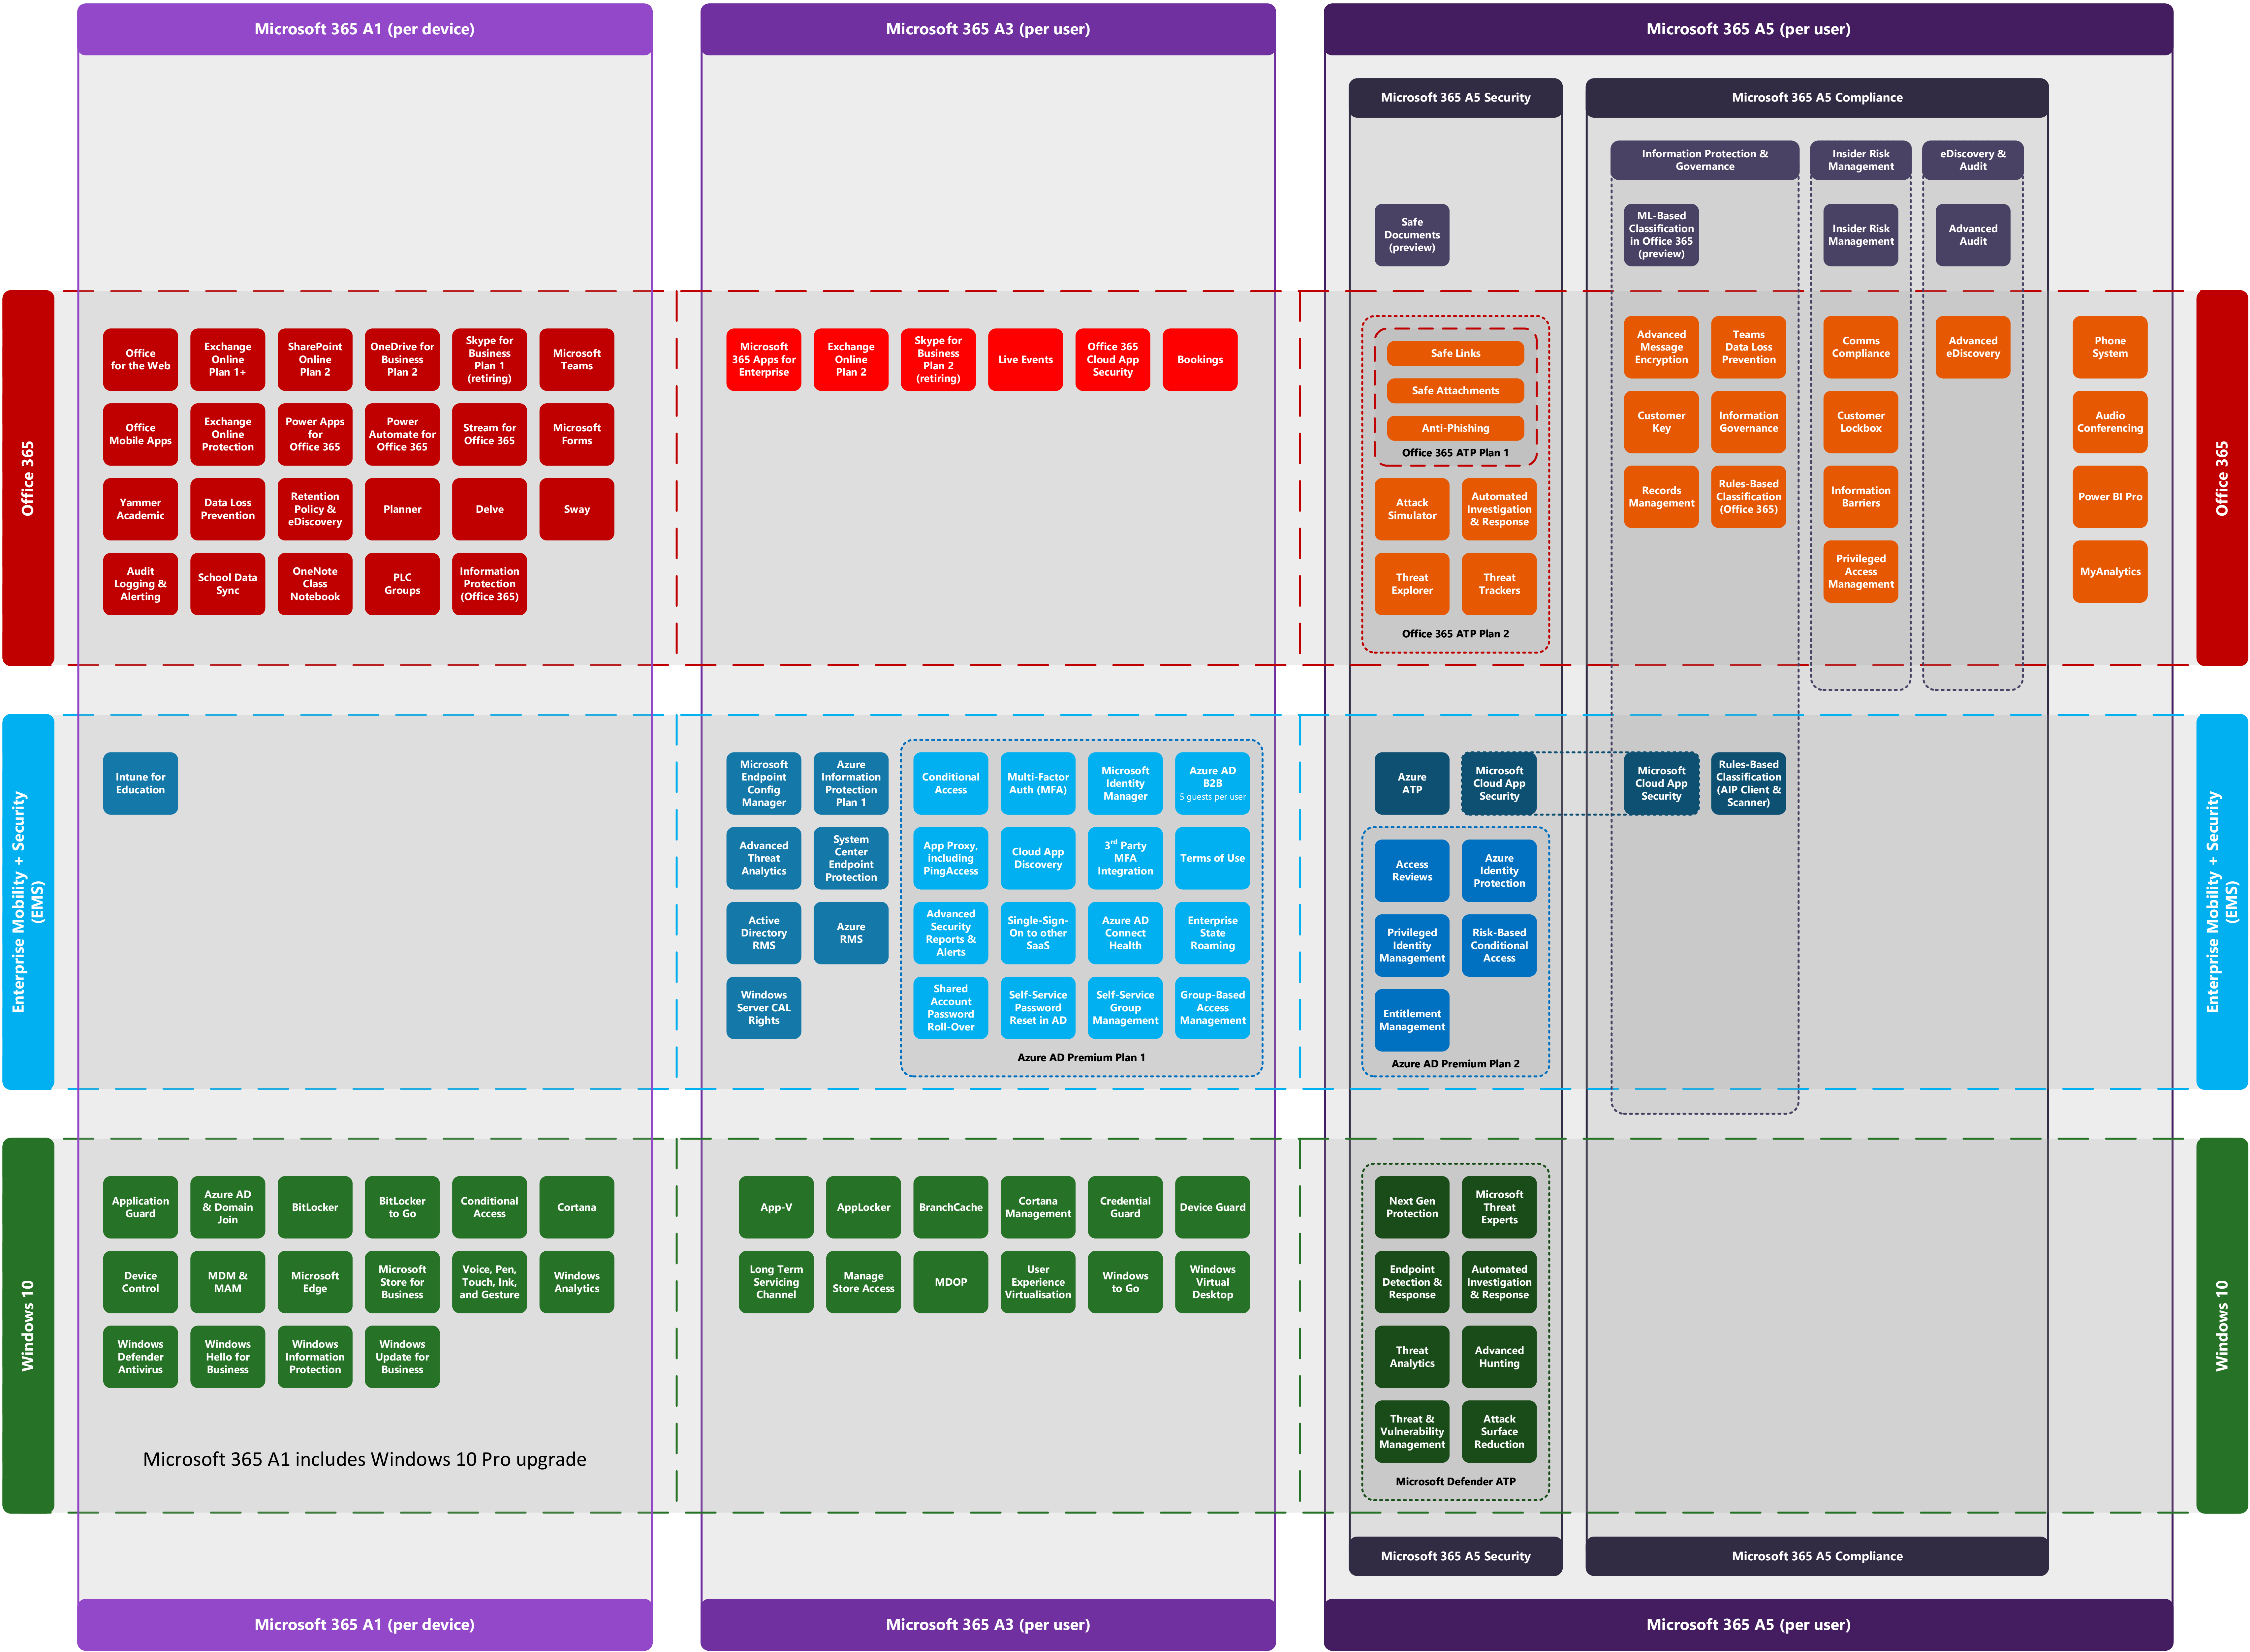 Microsoft 365 A1 (per device)
Microsoft 365 A3 (per user)
Microsoft 365 A5 (per user)
Microsoft 365 A5 Security
Microsoft 365 A5 Compliance
Information Protection &
Governance
Insider Risk
Management
eDiscovery &
Audit
Safe
Documents
(preview)
ML-Based
Classification
in Office 365
(preview)
Insider Risk
Management
Advanced
Audit
Office 365
Office
for the Web
Exchange
Online
Plan 1+
SharePoint
Online
Plan 2
OneDrive for
Business
Plan 2
Skype for
Business
Plan 1
(retiring)
Microsoft
Teams
Office
Mobile Apps
Exchange
Online
Protection
Power Apps
for
Office 365
Power
Automate for
Office 365
Stream for
Office 365
Microsoft
Forms
Yammer
Academic
Data Loss
Prevention
Retention
Policy &
eDiscovery
Planner
Delve
Sway
Audit
Logging &
Alerting
School Data
Sync
OneNote
Class
Notebook
PLC
Groups
Information
Protection
(Office 365)
Microsoft
365 Apps for
Enterprise
Exchange
Online
Plan 2
Skype for
Business
Plan 2
(retiring)
Live Events
Office 365
Cloud App
Security
Bookings
Safe Links
Safe Attachments
Anti-Phishing
Office 365 ATP Plan 1
Attack
Simulator
Automated
Investigation
& Response
Threat
Explorer
Threat
Trackers
Office 365 ATP Plan 2
Advanced
Message
Encryption
Teams
Data Loss
Prevention
Customer
Key
Information
Governance
Records
Management
Rules-Based
Classification
(Office 365)
Comms
Compliance
Customer
Lockbox
Information
Barriers
Privileged
Access
Management
Advanced
eDiscovery
Phone
System
Audio
Conferencing
Power BI Pro
MyAnalytics
Office 365
Enterprise Mobility + Security
(EMS)
Intune for
Education
Microsoft
Endpoint
Config
Manager
Azure
Information
Protection
Plan 1
Advanced
Threat
Analytics
System
Center
Endpoint
Protection
Active
Directory
RMS
Azure
RMS
Windows
Server CAL
Rights
Conditional
Access
Multi-Factor
Auth (MFA)
Microsoft
Identity
Manager
Azure AD
B2B
5 guests per user
App Proxy,
including
PingAccess
Cloud App
Discovery
3rd Party
MFA
Integration
Terms of Use
Advanced
Security
Reports &
Alerts
Single-Sign-
On to other
SaaS
Azure AD
Connect
Health
Enterprise
State
Roaming
Shared
Account
Password
Roll-Over
Self-Service
Password
Reset in AD
Self-Service
Group
Management
Group-Based
Access
Management
Azure AD Premium Plan 1
Azure
ATP
Microsoft
Cloud App
Security
Microsoft
Cloud App
Security
Rules-Based
Classification
(AIP Client &
Scanner)
Access
Reviews
Azure
Identity
Protection
Privileged
Identity
Management
Risk-Based
Conditional
Access
Entitlement
Management
Azure AD Premium Plan 2
Enterprise Mobility + Security
(EMS)
Windows 10
Application
Guard
Azure AD
& Domain
Join
BitLocker
BitLocker
to Go
Conditional
Access
Cortana
Device
Control
MDM &
MAM
Microsoft
Edge
Microsoft
Store for
Business
Voice, Pen,
Touch, Ink,
and Gesture
Windows
Analytics
Windows
Defender
Antivirus
Windows
Hello for
Business
Windows
Information
Protection
Windows
Update for
Business
Microsoft 365 A1 includes Windows 10 Pro upgrade
App-V
AppLocker
BranchCache
Cortana
Management
Credential
Guard
Device Guard
Long Term
Servicing
Channel
Manage
Store Access
MDOP
User
Experience
Virtualisation
Windows
to Go
Windows
Virtual
Desktop
Next Gen
Protection
Microsoft
Threat
Experts
Endpoint
Detection &
Response
Automated
Investigation
& Response
Threat
Analytics
Advanced
Hunting
Threat &
Vulnerability
Management
Attack
Surface
Reduction
Microsoft Defender ATP
Windows 10
Microsoft 365 A5 Security
Microsoft 365 A5 Compliance
Microsoft 365 A1 (per device)
Microsoft 365 A3 (per user)
Microsoft 365 A5 (per user)